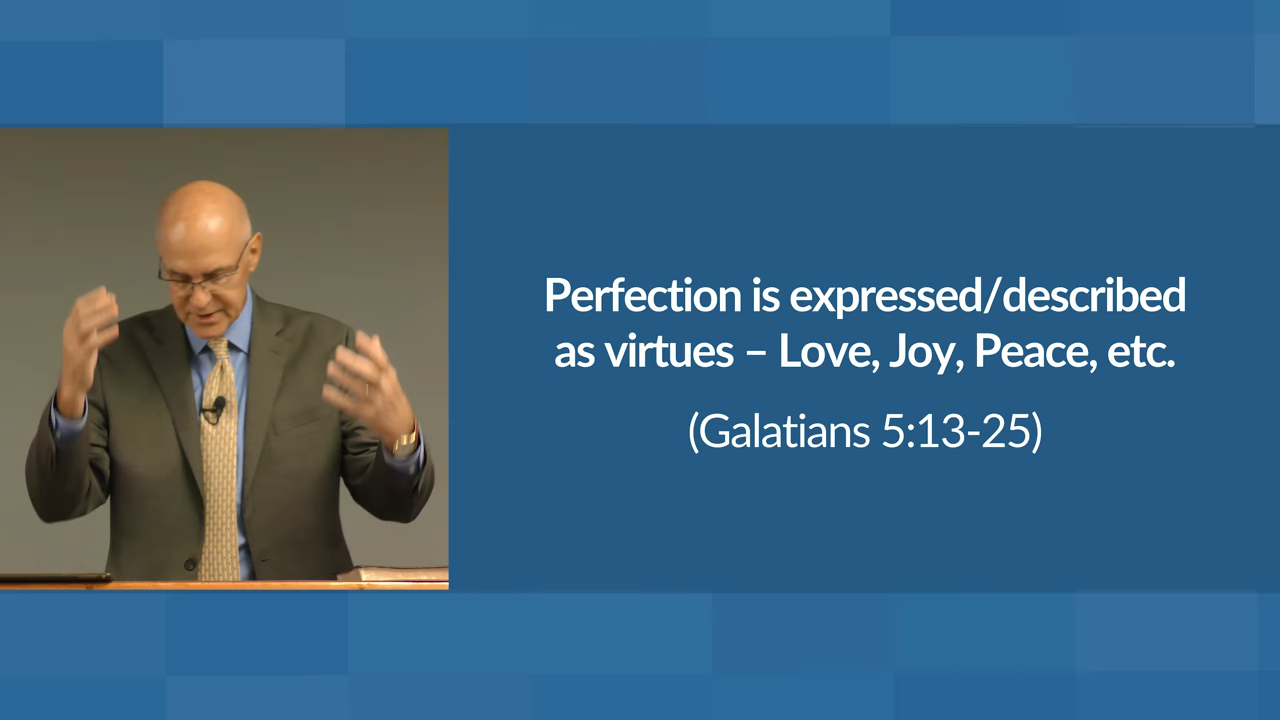 Perfection is expressed/described
as virtues – Love, Joy, Peace, etc.
(Galatians 5:13-25)